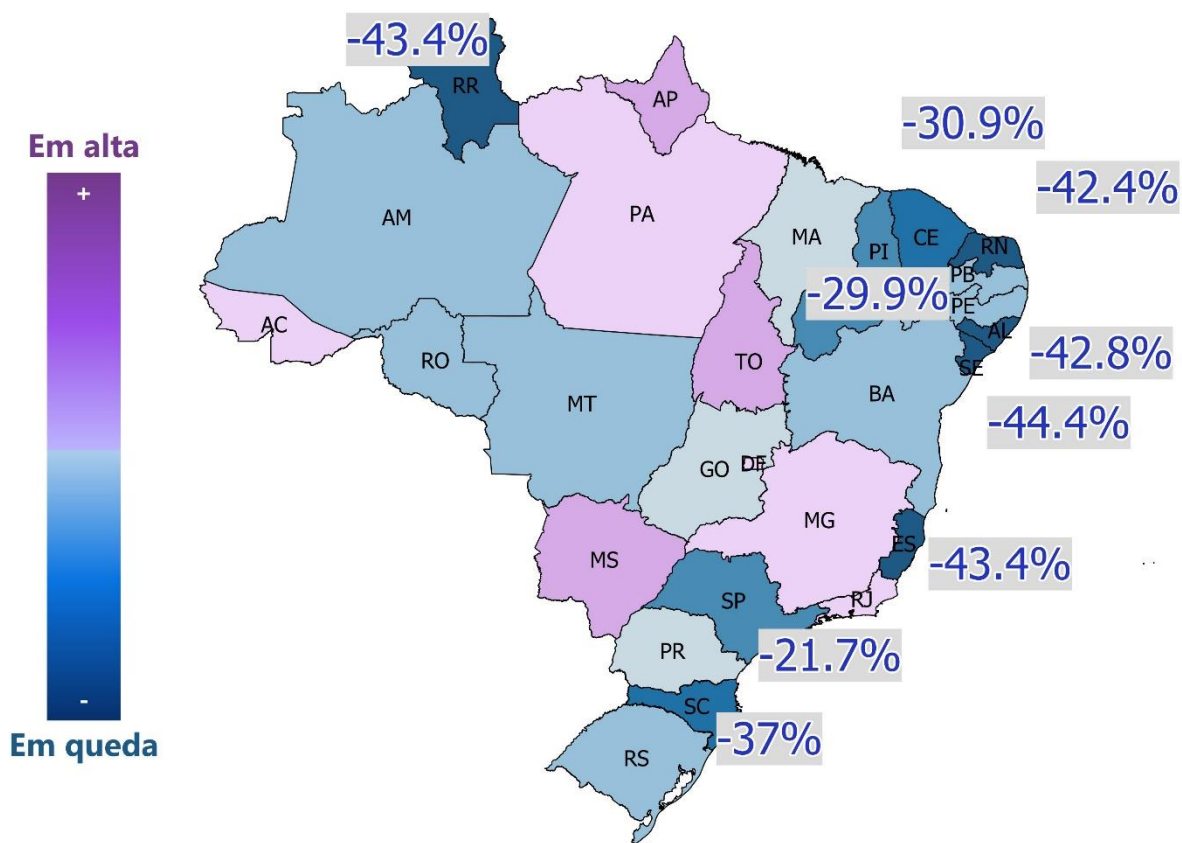 -43.4%
RR
AP
Em alta
+
-30.9%
-42.4%
AM
PA
MA
PI
CE
RN
PB
-29.9%
PE
AC
AL
RO
TO
SE
-42.8%
MT
BA
-44.4%
GO
DF
MG
ES
MS
-43.4%
SP
RJ
PR
-21.7%
SC
-
-37%
Em queda
RS